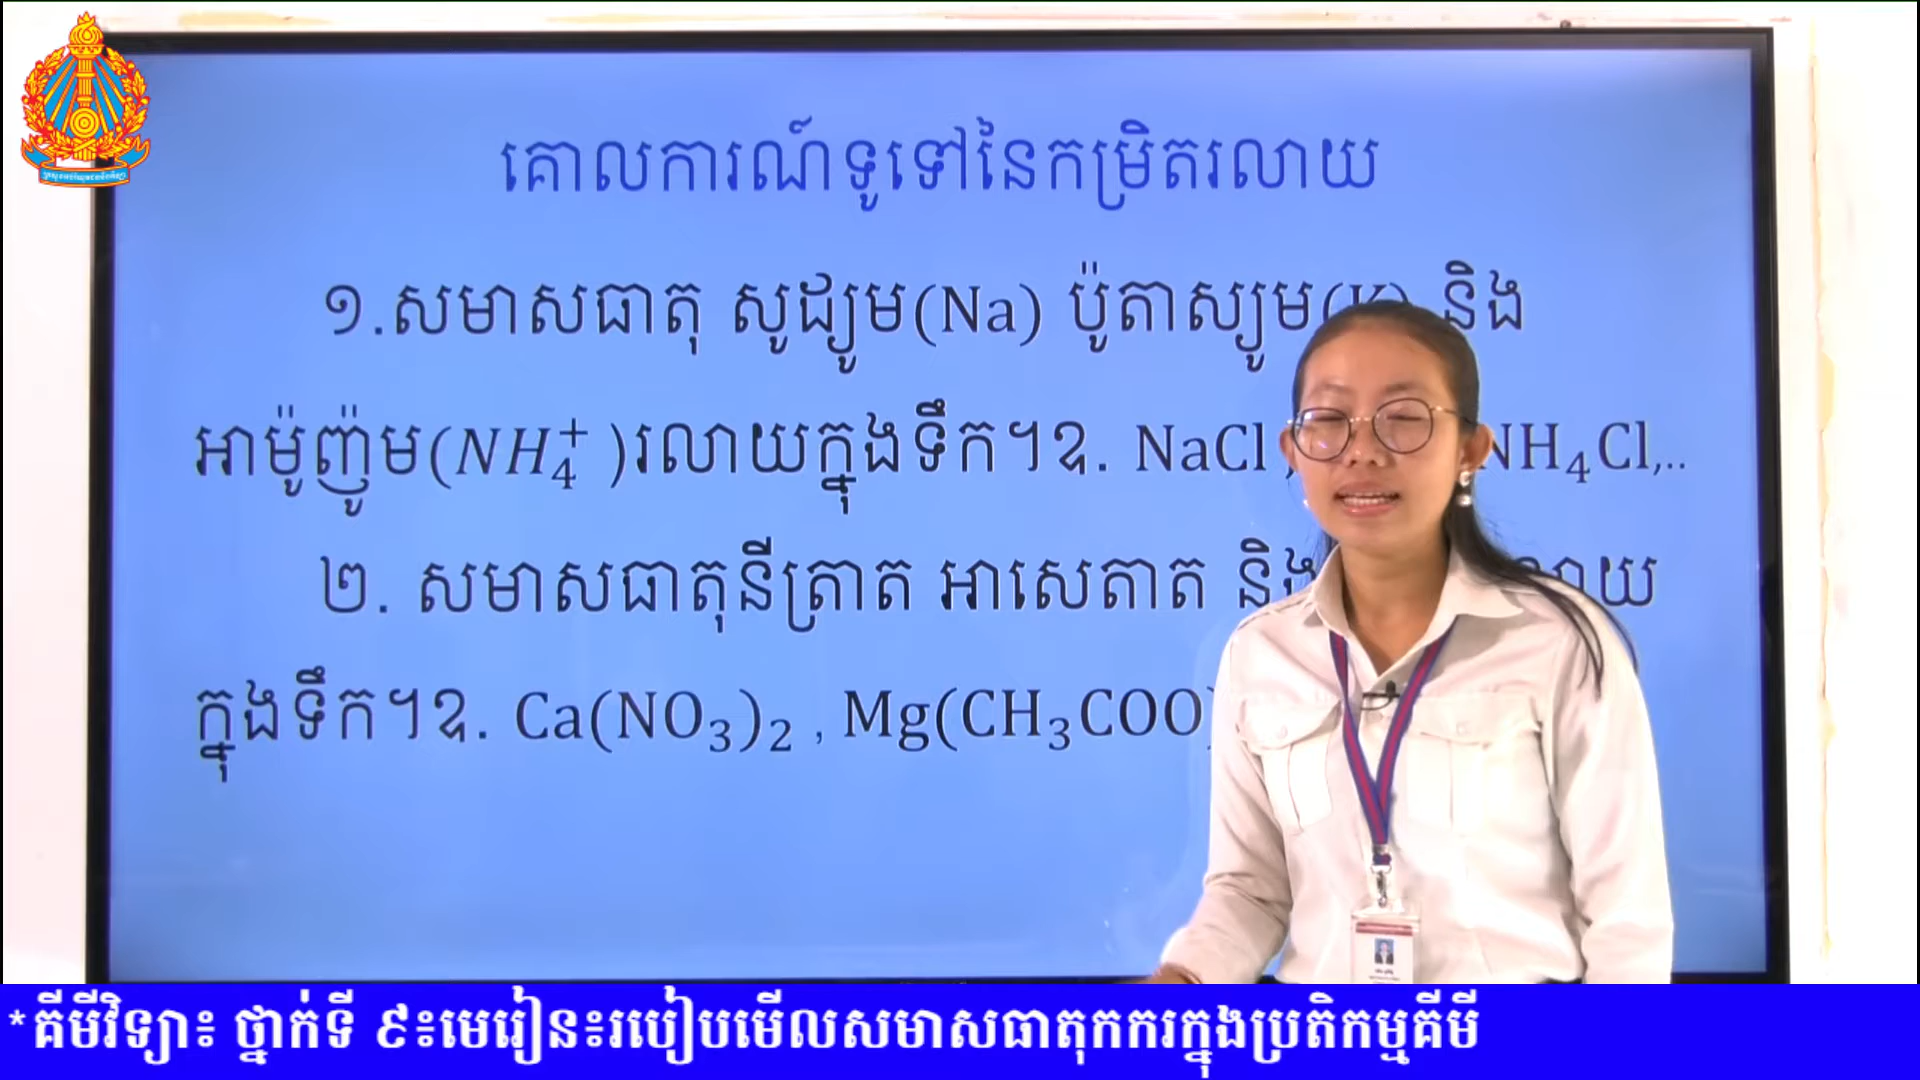 គោលការណ៍ទូទៅនៃកម្រិតរលាយ
១.សមាសធាតុ សូដ្យូម(Na) ប៉ូតាស្យូម(K) និង
អាម៉ូញ៉ូម(NH₄⁺ )រលាយក្នុងទឹក។ឧ. NaCl , NH₄Cl,..
២. សមាសធាតុនីត្រាត អាសេតាត និង
ក្នុងទឹក។ឧ. Ca(NO₃)₂ , Mg(CH₃COO)
*គីមីវិទ្យា៖ ថ្នាក់ទី ៩៖មេរៀន៖របៀបមើលសមាសធាតុកករក្នុងប្រតិកម្មគីមី